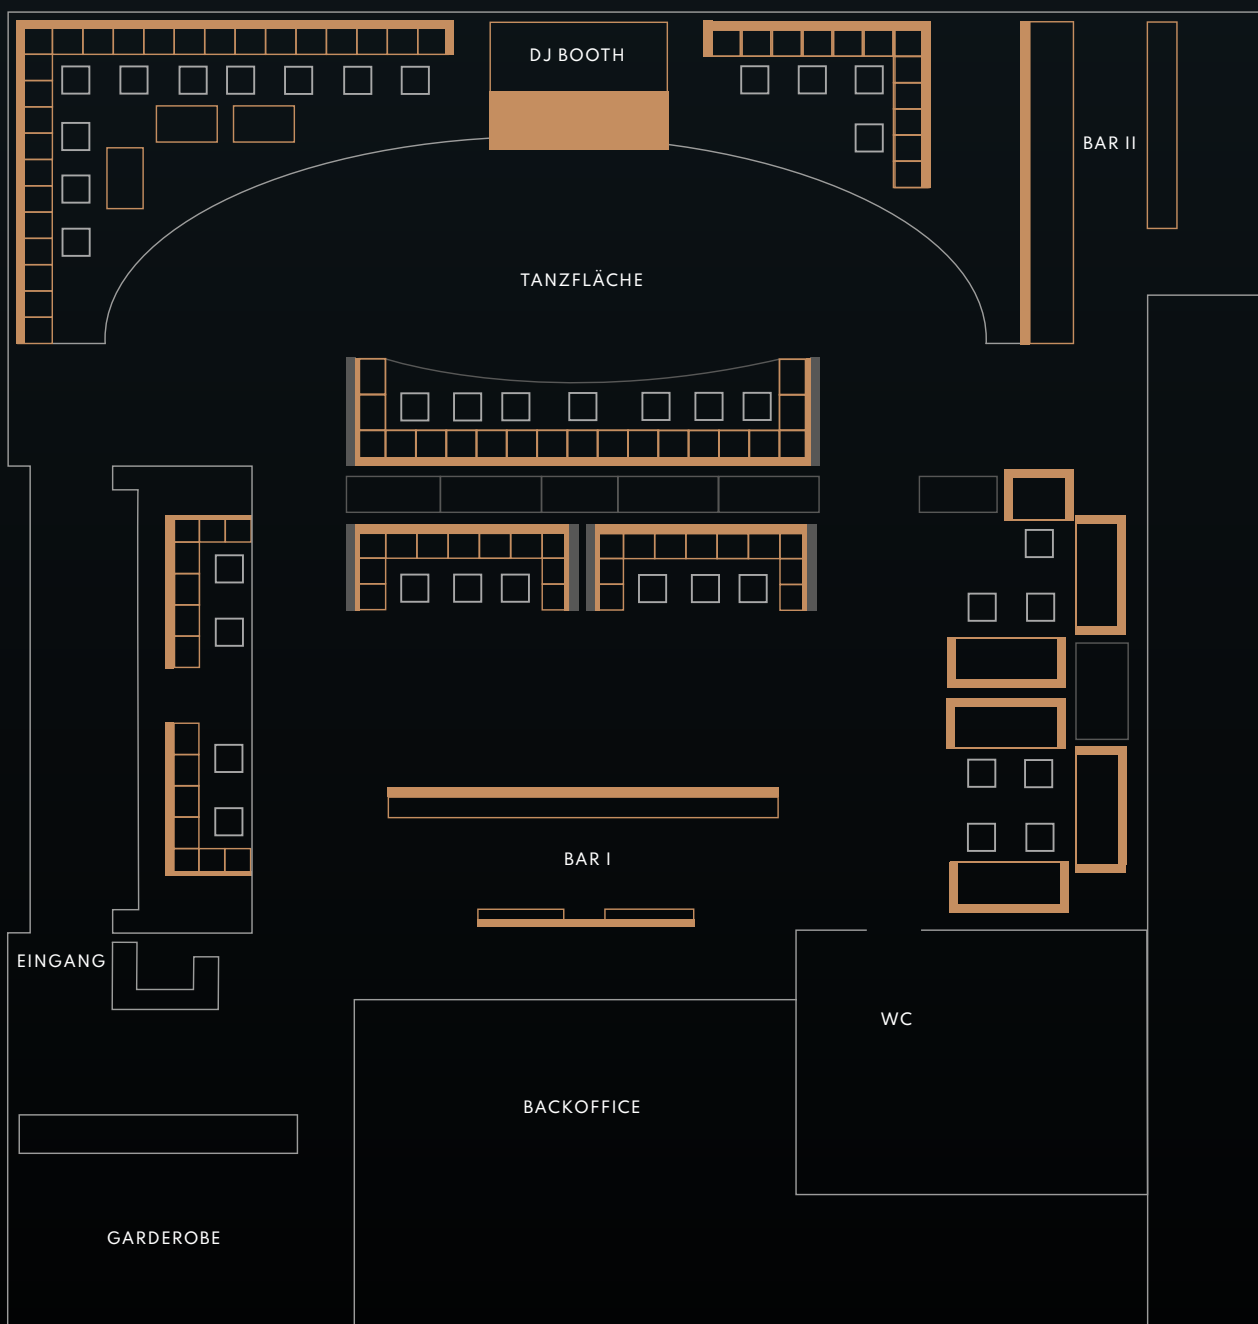 DJ BOOTH
BAR II
TANZFLÄCHE
BAR I
EINGANG
WC
BACKOFFICE
GARDEROBE